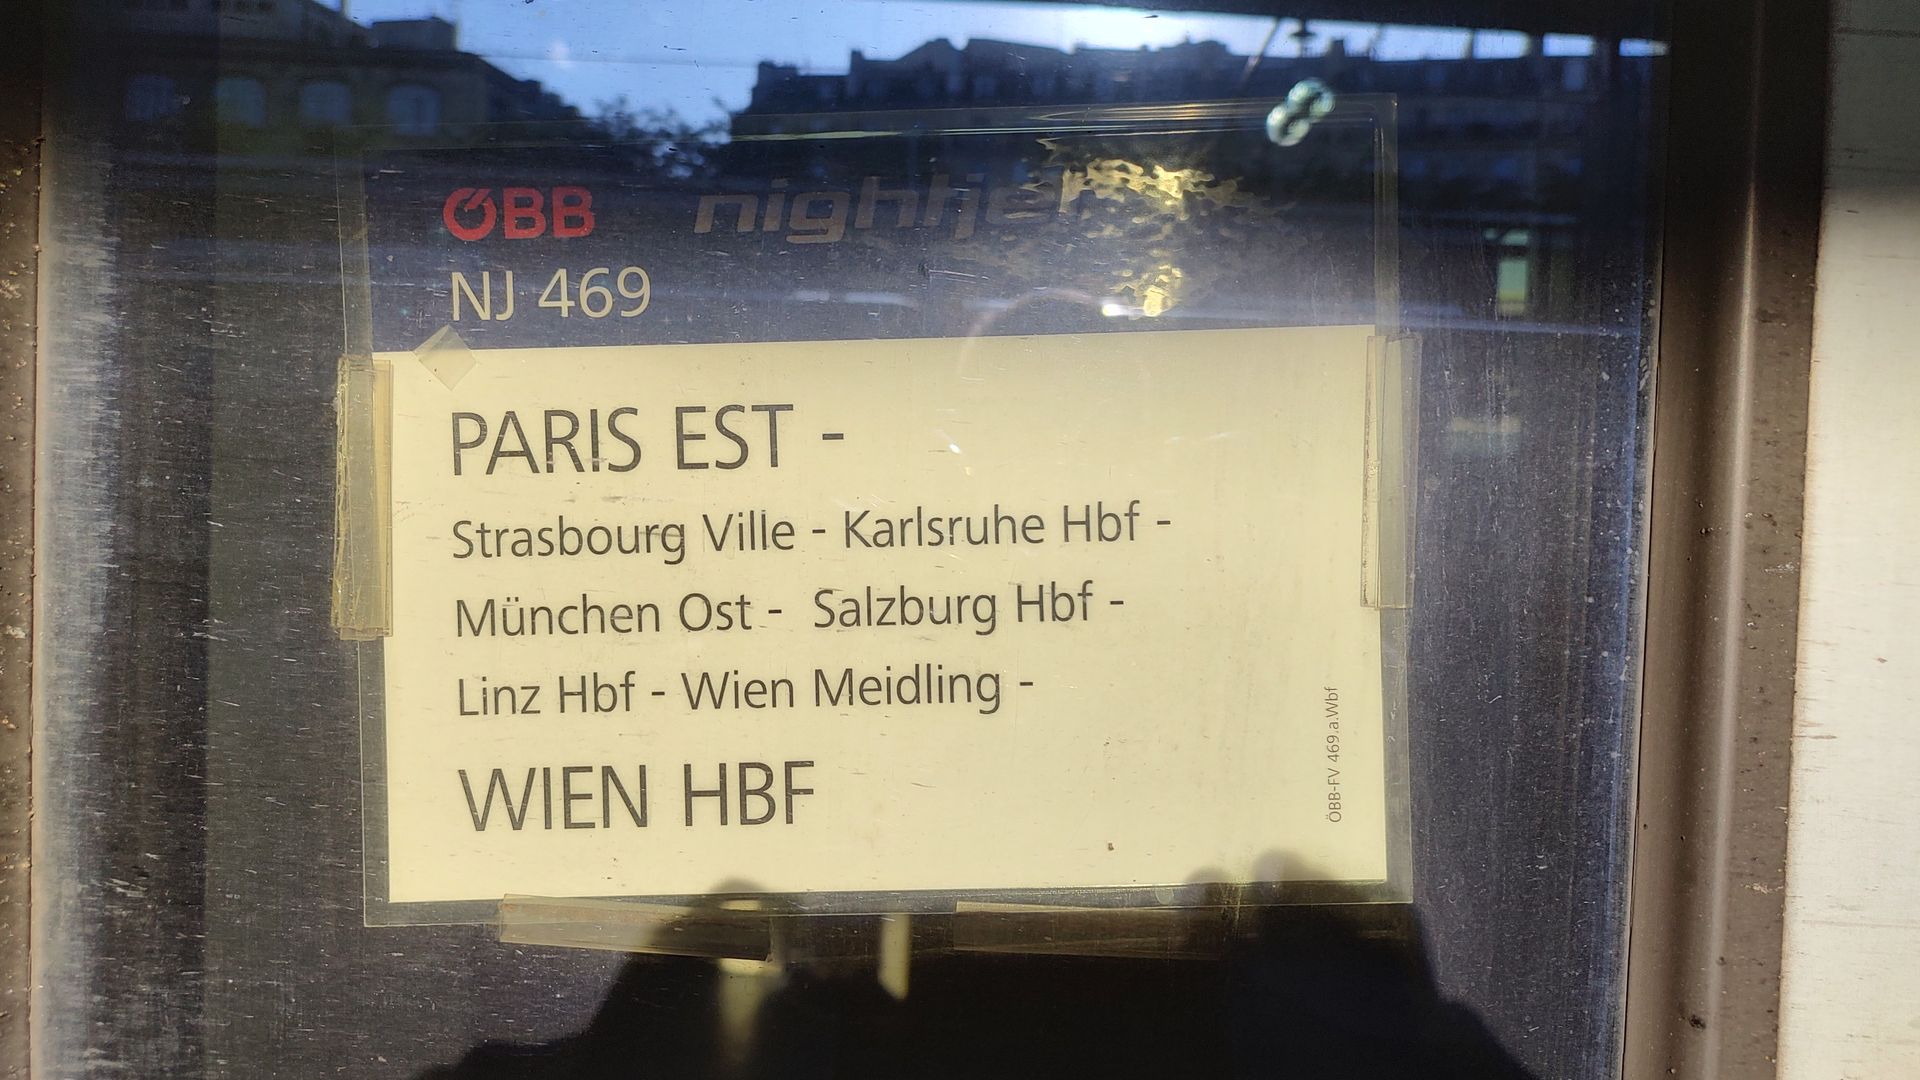 ÖBB nightjet
NJ 469
PARIS EST -
Strasbourg Ville - Karlsruhe Hbf -
München Ost - Salzburg Hbf -
Linz Hbf - Wien Meidling -
WIEN HBF
ÖBB-FV 469.a.Wbf